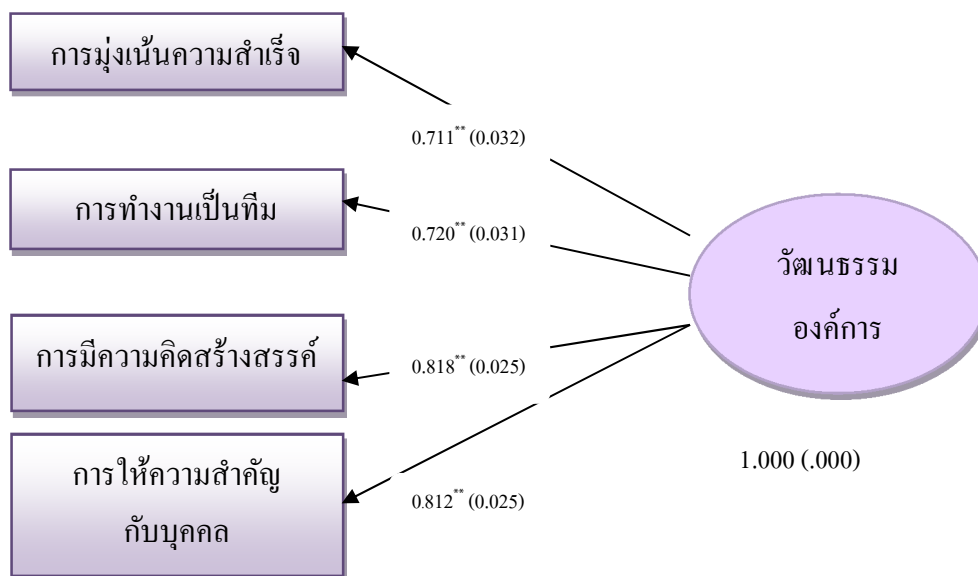 การมุ่งเน้นความสำเร็จ
0.711** (0.032)
การทำงานเป็นทีม
0.720** (0.031)
วัฒนธรรม
องค์การ
การมีความคิดสร้างสรรค์
0.818** (0.025)
การให้ความสำคัญ
กับบุคคล
0.812** (0.025)
1.000 (.000)